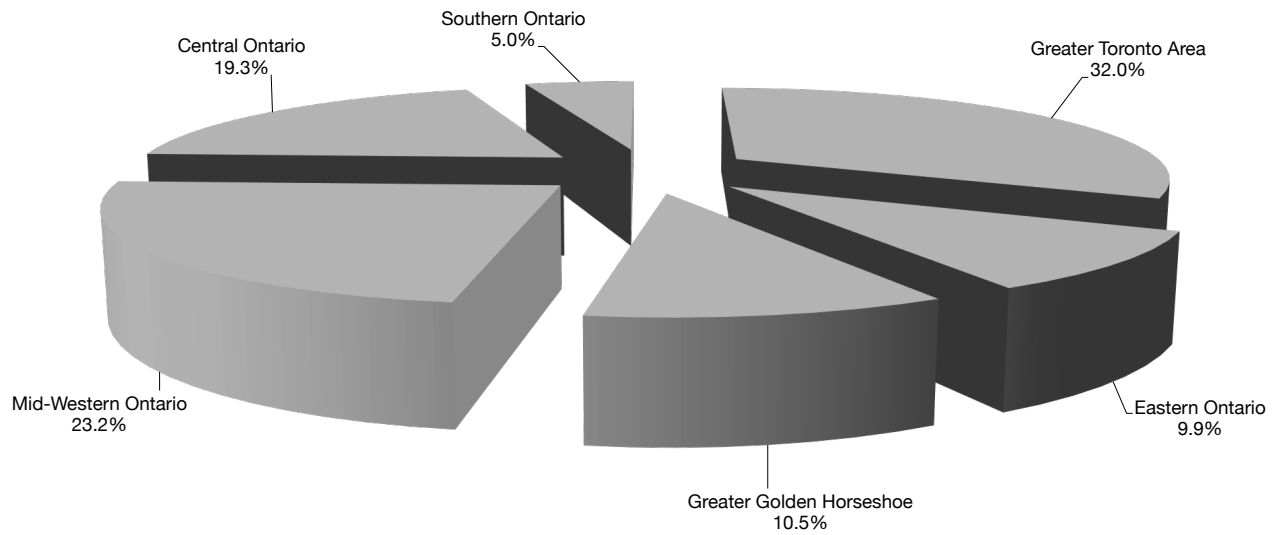 Southern Ontario
5.0%
Central Ontario
19.3%
Greater Toronto Area
32.0%
Mid-Western Ontario
23.2%
Eastern Ontario
9.9%
Greater Golden Horseshoe
10.5%